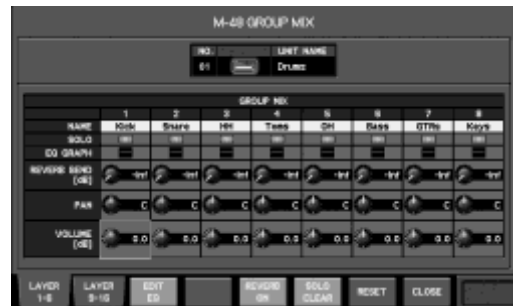 M-48 GROUP MIX
NO. UNIT NAME
01 Drums
GROUP MIX
1 2 3 4 5 6 7 8
NAME Kick Snare HH Toms OH Bass GTRs Keys
SOLO
EQ GRAPH
REVERB SEND -Inf -Inf -Inf -Inf -Inf -Inf -Inf -Inf
[dB]
PAN C C C C C C C C
VOLUME 0.0 0.0 0.0 0.0 0.0 0.0 0.0 0.0
[dB]
LAYER LAYER EDIT REVERB SOLO RESET CLOSE
1-8 9-16 EQ ON CLEAR